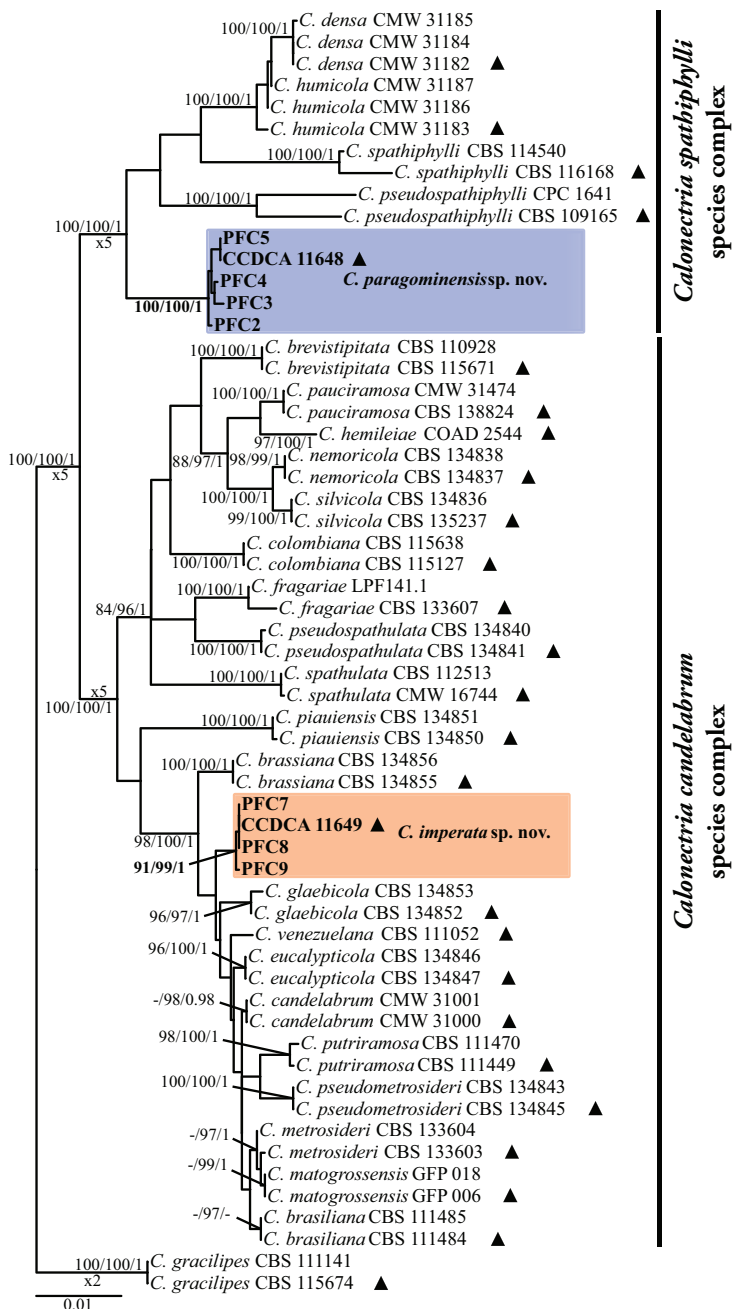 C. densa CMW 31185
100/100/1
C. densa CMW 31184
C. densa CMW 31182 ▲
C. humicola CMW 31187
100/100/1
C. humicola CMW 31186
C. humicola CMW 31183 ▲
C. spathiphylli CBS 114540
100/100/1
C. spathiphylli CBS 116168 ▲
C. pseudospathiphylli CPC 1641
100/100/1
C. pseudospathiphylli CBS 109165 ▲
100/100/1
x5
PFC5
CCDCA 11648 ▲
C. paragominensis sp. nov.
PFC4
PFC3
100/100/1
PFC2
Calonectria spathiphylli
species complex
C. brevistipitata CBS 110928
100/100/1
C. brevistipitata CBS 115671 ▲
C. pauciramosa CMW 31474
100/100/1
C. pauciramosa CBS 138824 ▲
C. hemileiae COAD 2544 ▲
97/100/1
C. nemoricola CBS 134838
88/97/1
98/99/1
C. nemoricola CBS 134837 ▲
100/100/1
x5
C. silvicola CBS 134836
100/100/1
C. silvicola CBS 135237 ▲
99/100/1
C. colombiana CBS 115638
C. colombiana CBS 115127 ▲
100/100/1
C. fragariae LPF141.1
100/100/1
C. fragariae CBS 133607 ▲
84/96/1
C. pseudospathulata CBS 134840
C. pseudospathulata CBS 134841 ▲
100/100/1
C. spathulata CBS 112513
100/100/1
C. spathulata CMW 16744 ▲
x5
100/100/1
C. piauiensis CBS 134851
100/100/1
C. piauiensis CBS 134850 ▲
C. brassiana CBS 134856
100/100/1
C. brassiana CBS 134855 ▲
PFC7
CCDCA 11649 ▲
C. imperata sp. nov.
98/100/1
PFC8
91/99/1
PFC9
C. glaebicola CBS 134853
96/97/1
C. glaebicola CBS 134852 ▲
C. venezuelana CBS 111052 ▲
96/100/1
C. eucalypticola CBS 134846
C. eucalypticola CBS 134847 ▲
-/98/0.98
C. candelabrum CMW 31001
C. candelabrum CMW 31000 ▲
98/100/1
C. putriramosa CBS 111470
C. putriramosa CBS 111449 ▲
100/100/1
C. pseudometrosideri CBS 134843
C. pseudometrosideri CBS 134845 ▲
-/97/1
C. metrosideri CBS 133604
C. metrosideri CBS 133603 ▲
-/99/1
C. matogrossensis GFP 018
C. matogrossensis GFP 006 ▲
-/97/-
C. brasiliana CBS 111485
C. brasiliana CBS 111484 ▲
Calonectria candelabrum
species complex
100/100/1
x2
C. gracilipes CBS 111141
C. gracilipes CBS 115674 ▲
0.01